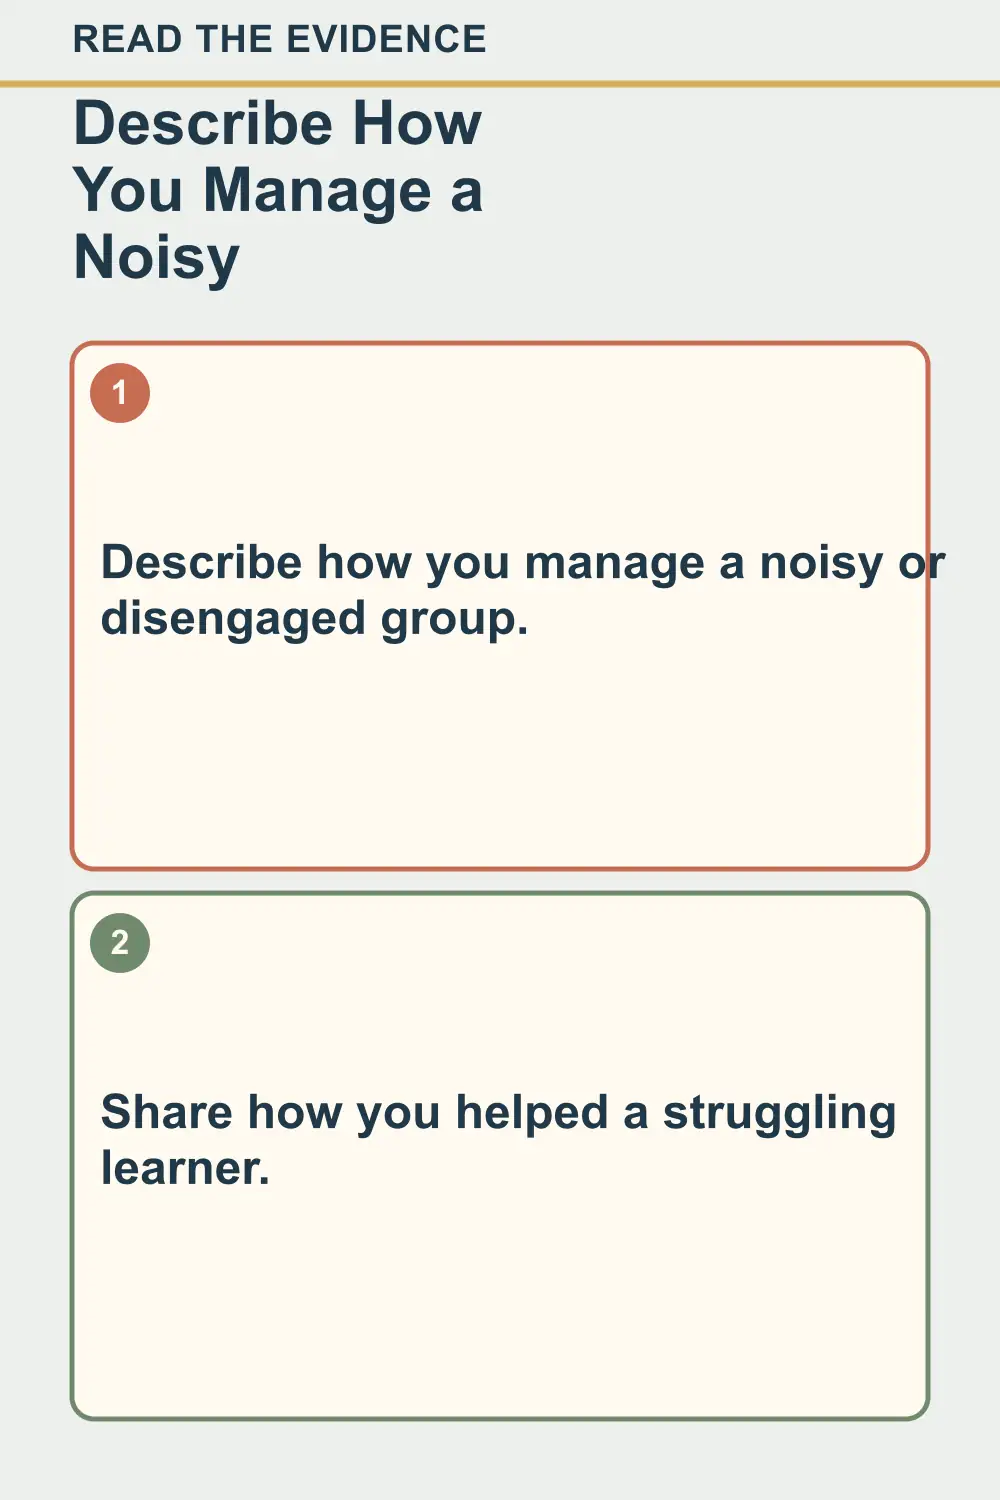 READ THE EVIDENCE
Describe How
You Manage a
Noisy
1
Describe how you manage a noisy or
disengaged group.
2
Share how you helped a struggling
learner.